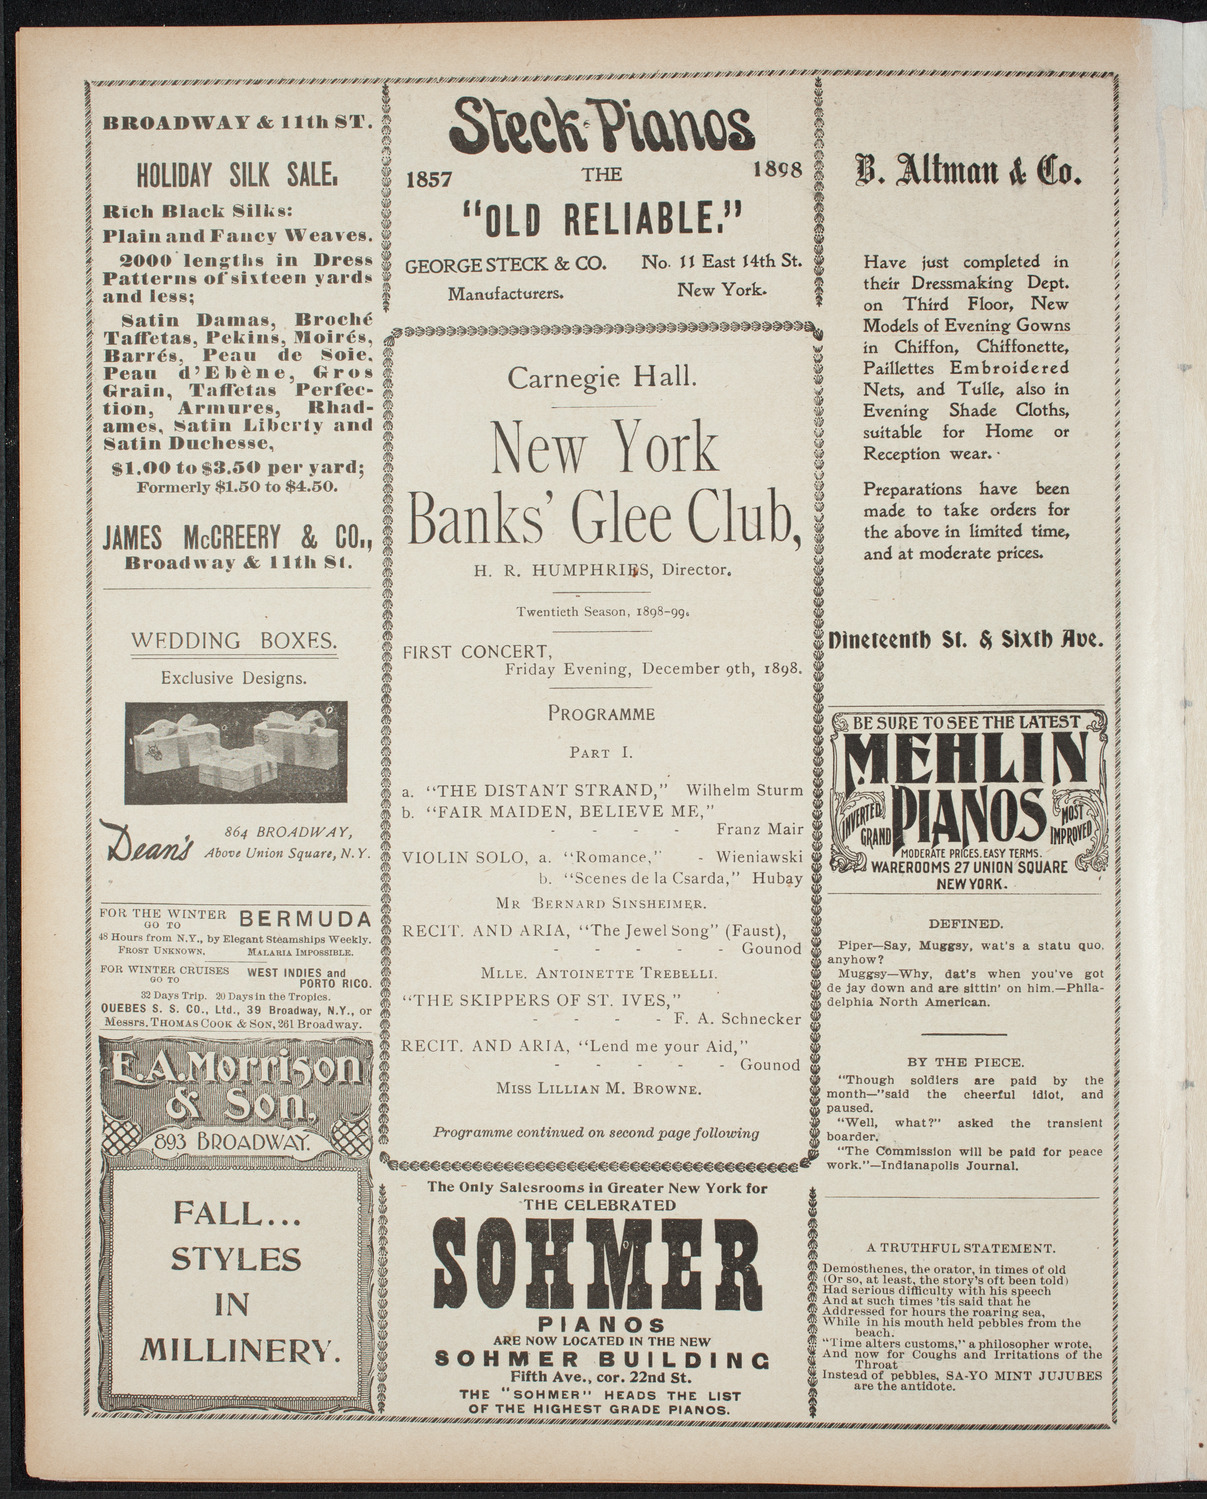 BROADWAY & 11th ST.
HOLIDAY SILK SALE.
Rich Black Silks:
Plain and Fancy Weaves.
2000 lengths in Dress
Patterns of sixteen yards
and less;
Satin Damas, Broché
Taffetas, Pekins, Moirés,
Barrés, Peau de Soie,
Peau d'Ebène, Gros
Grain, Taffetas Perfec-
tion, Armures, Rhad-
ames, Satin Liberty and
Satin Duchesse,
$1.00 to $3.50 per yard;
Formerly $1.50 to $4.50.
JAMES McCREERY & CO.,
Broadway & 11th St.
WEDDING BOXES.
Exclusive Designs.
Dean's
864 BROADWAY,
Above Union Square, N. Y.
FOR THE WINTER
GO TO
BERMUDA
48 Hours from N.Y., by Elegant Steamships Weekly.
FROST UNKNOWN. MALARIA IMPOSSIBLE.
FOR WINTER CRUISES
GO TO
WEST INDIES and
PORTO RICO.
32 Days Trip. 20 Days in the Tropics.
QUEBES S. S. CO., Ltd., 39 Broadway, N.Y., or
Messrs. THOMAS COOK & SON, 261 Broadway.
E.A. Morrison
& Son,
893 BROADWAY.
FALL...
STYLES
IN
MILLINERY.
Steck Pianos
1857 THE 1898
"OLD RELIABLE."
GEORGE STECK & CO. No. 11 East 14th St.
Manufacturers. New York.
Carnegie Hall.
New York
Banks' Glee Club,
H. R. HUMPHRIES, Director.
Twentieth Season, 1898-99.
FIRST CONCERT,
Friday Evening, December 9th, 1898.
PROGRAMME
PART I.
a. "THE DISTANT STRAND," Wilhelm Sturm
b. "FAIR MAIDEN, BELIEVE ME,"
- - - - Franz Mair
VIOLIN SOLO, a. "Romance," - Wieniawski
b. "Scenes de la Csarda," Hubay
MR BERNARD SINSHEIMER.
RECIT. AND ARIA, "The Jewel Song" (Faust),
- - - - - Gounod
MLLE. ANTOINETTE TREBELLI.
"THE SKIPPERS OF ST. IVES,"
- - - - F. A. Schnecker
RECIT. AND ARIA, "Lend me your Aid,"
- - - - - Gounod
MISS LILLIAN M. BROWNE.
Programme continued on second page following
The Only Salesrooms in Greater New York for
THE CELEBRATED
SOHMER
PIANOS
ARE NOW LOCATED IN THE NEW
SOHMER BUILDING
Fifth Ave., cor. 22nd St.
THE "SOHMER" HEADS THE LIST
OF THE HIGHEST GRADE PIANOS.
B. Altman & Co.
Have just completed in
their Dressmaking Dept.
on Third Floor, New
Models of Evening Gowns
in Chiffon, Chiffonette,
Paillettes Embroidered
Nets, and Tulle, also in
Evening Shade Cloths,
suitable for Home or
Reception wear.
Preparations have been
made to take orders for
the above in limited time,
and at moderate prices.
Nineteenth St. & Sixth Ave.
BE SURE TO SEE THE LATEST
MEHLIN
INVERTED
GRAND
PIANOS
MOST
IMPROVED
MODERATE PRICES. EASY TERMS.
WAREROOMS 27 UNION SQUARE
NEW YORK.
DEFINED.
Piper—Say, Muggsy, wat's a statu quo,
anyhow?
Muggsy—Why, dat's when you've got
de jay down and are sittin' on him.—Phila-
delphia North American.
BY THE PIECE.
"Though soldiers are paid by the
month—"said the cheerful idiot, and
paused.
"Well, what?" asked the transient
boarder.
"The Commission will be paid for peace
work."—Indianapolis Journal.
A TRUTHFUL STATEMENT.
Demosthenes, the orator, in times of old
(Or so, at least, the story's oft been told)
Had serious difficulty with his speech
And at such times 'tis said that he
Addressed for hours the roaring sea,
While in his mouth held pebbles from the
beach.
"Time alters customs," a philosopher wrote,
And now for Coughs and Irritations of the
Throat
Instead of pebbles, SA-YO MINT JUJUBES
are the antidote.